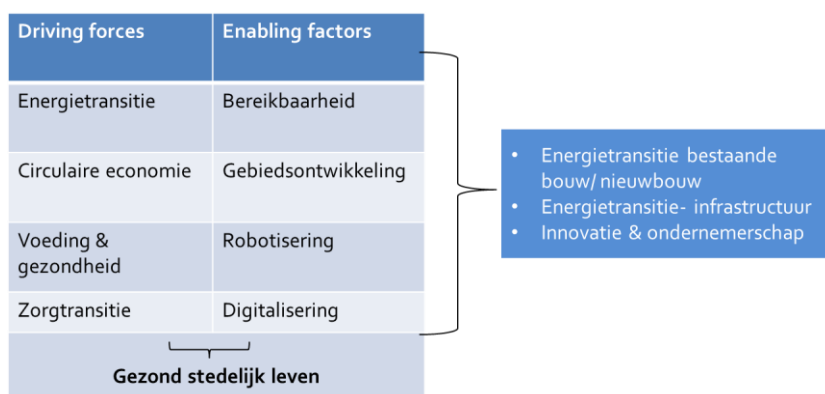 Driving forces Enabling factors
Energietransitie Bereikbaarheid
Circulaire economie Gebiedsontwikkeling
Voeding &
gezondheid
Robotisering
Zorgtransitie Digitalisering
Gezond stedelijk leven
• Energietransitie bestaande
bouw/nieuwbouw
• Energietransitie- infrastructuur
• Innovatie & ondernemerschap